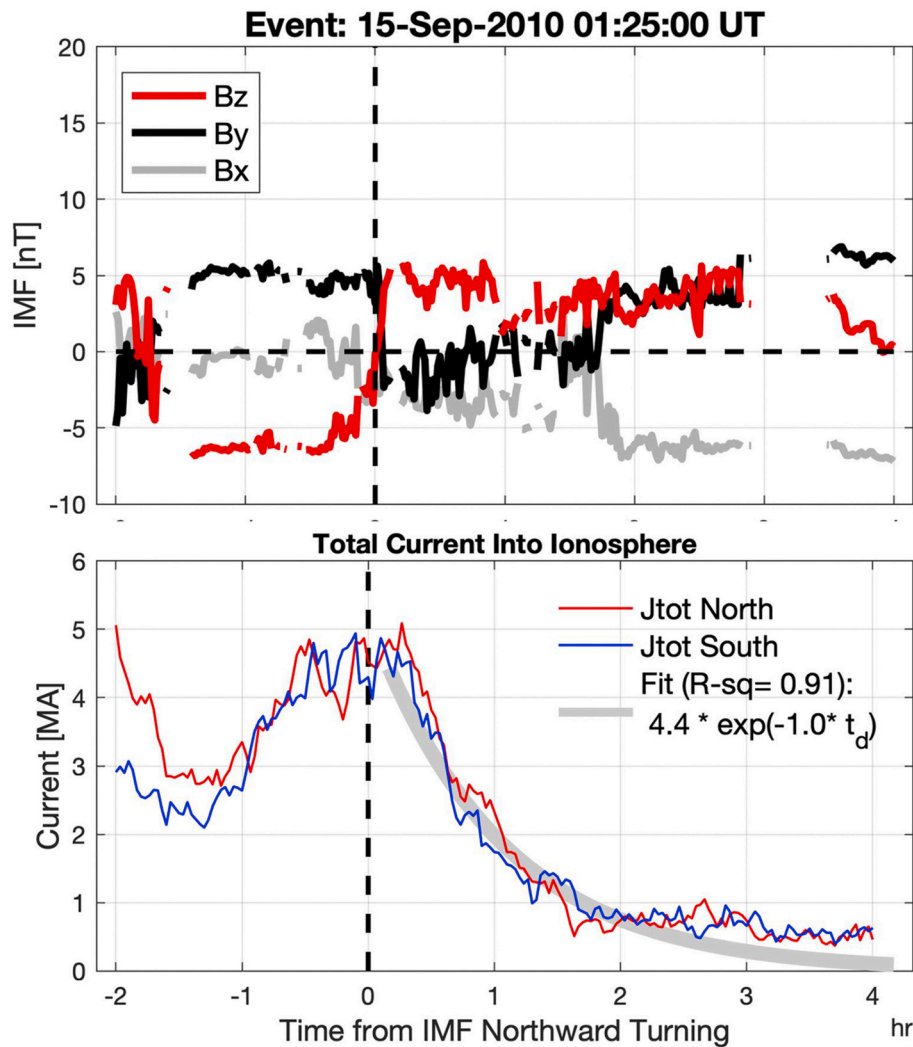 Event: 15-Sep-2010 01:25:00 UT
20
15
10
5
0
-5
-10
IMF [nT]
Bz
By
Bx
Total Current Into Ionosphere
6
5
4
3
2
1
0
Current [MA]
Jtot North
Jtot South
Fit (R-sq= 0.91):
4.4 * exp(-1.0* t_d)
-2 -1 0 1 2 3 4
Time from IMF Northward Turning hr